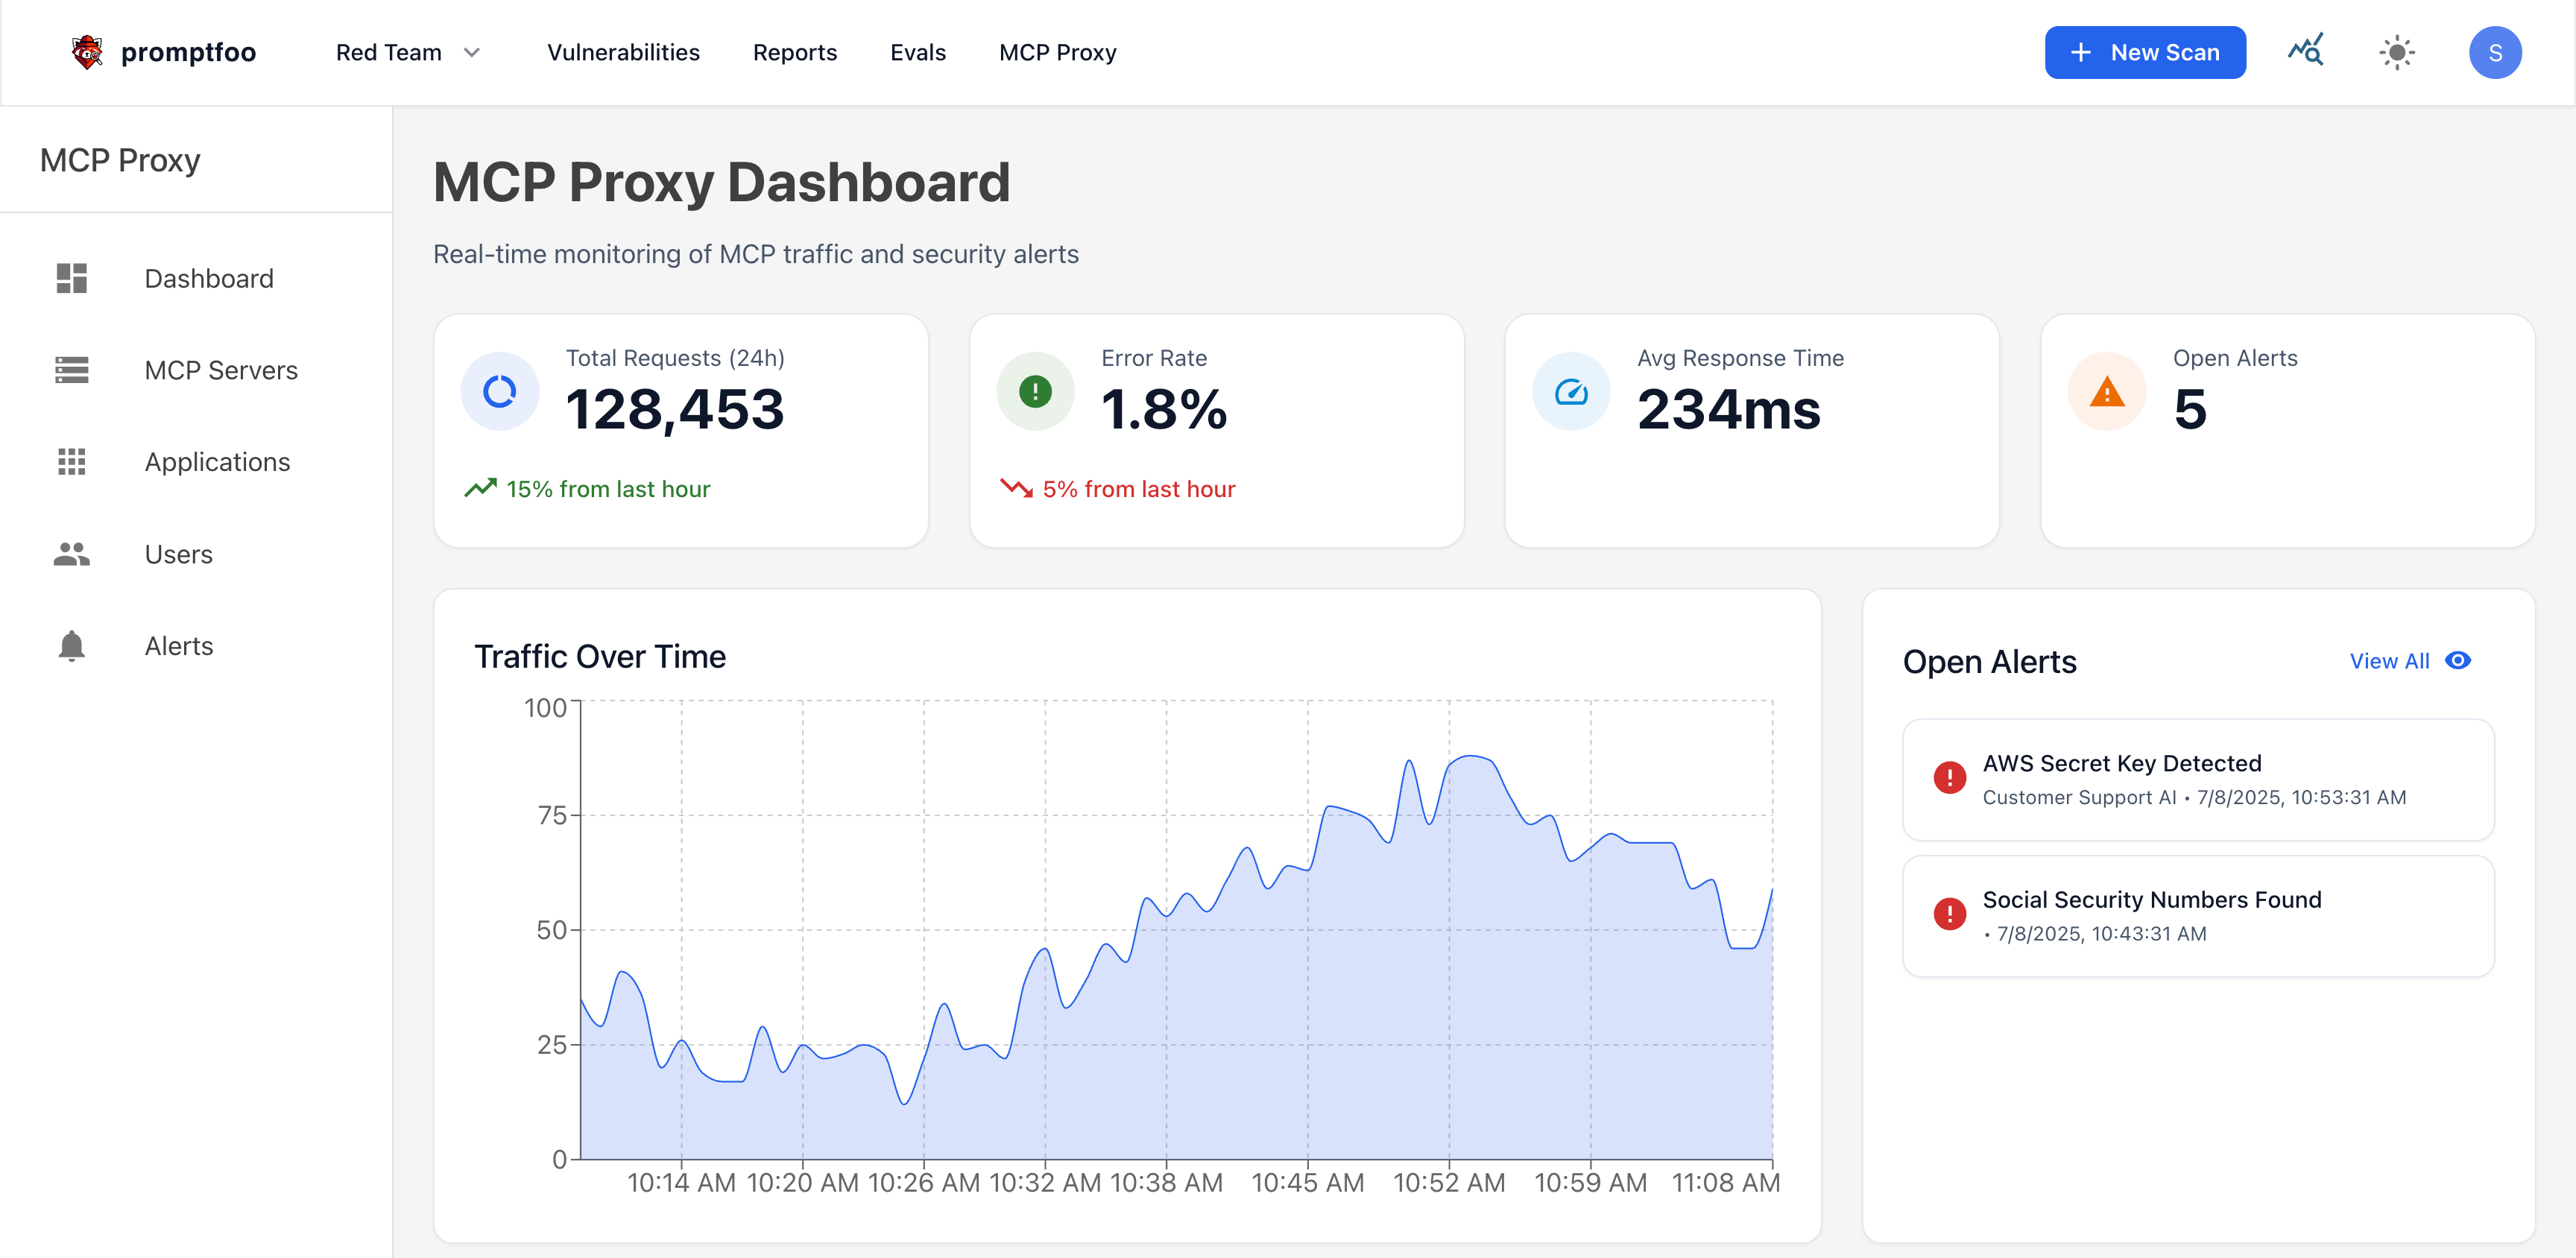 promptfoo
Red Team
Vulnerabilities
Reports
Evals
MCP Proxy
+ New Scan
S
MCP Proxy
Dashboard
MCP Servers
Applications
Users
Alerts
MCP Proxy Dashboard
Real-time monitoring of MCP traffic and security alerts
Total Requests (24h)
128,453
15% from last hour
Error Rate
1.8%
5% from last hour
Avg Response Time
234ms
Open Alerts
5
Traffic Over Time
100
75
50
25
0
10:14 AM 10:20 AM 10:26 AM 10:32 AM 10:38 AM 10:45 AM 10:52 AM 10:59 AM 11:08 AM
Open Alerts
View All
AWS Secret Key Detected
Customer Support AI • 7/8/2025, 10:53:31 AM
Social Security Numbers Found
• 7/8/2025, 10:43:31 AM